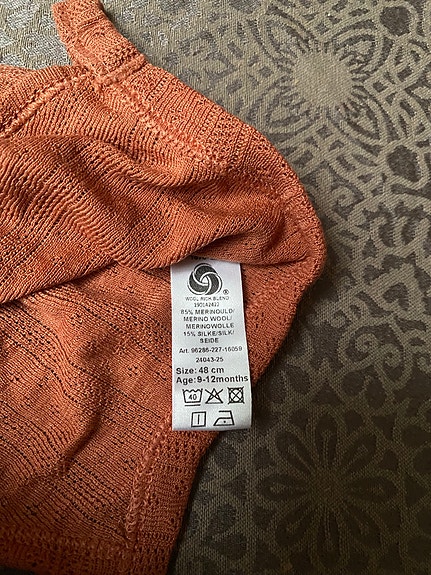 ®
WOOL RICH BLEND
190142422
85% MERINOULD/
MERINO WOOL/
MERINOWOLLE
15% SILKE/SILK/
SEIDE
Art. 96286-227-16059
24043-25
Size: 48 cm
Age: 9-12months
40